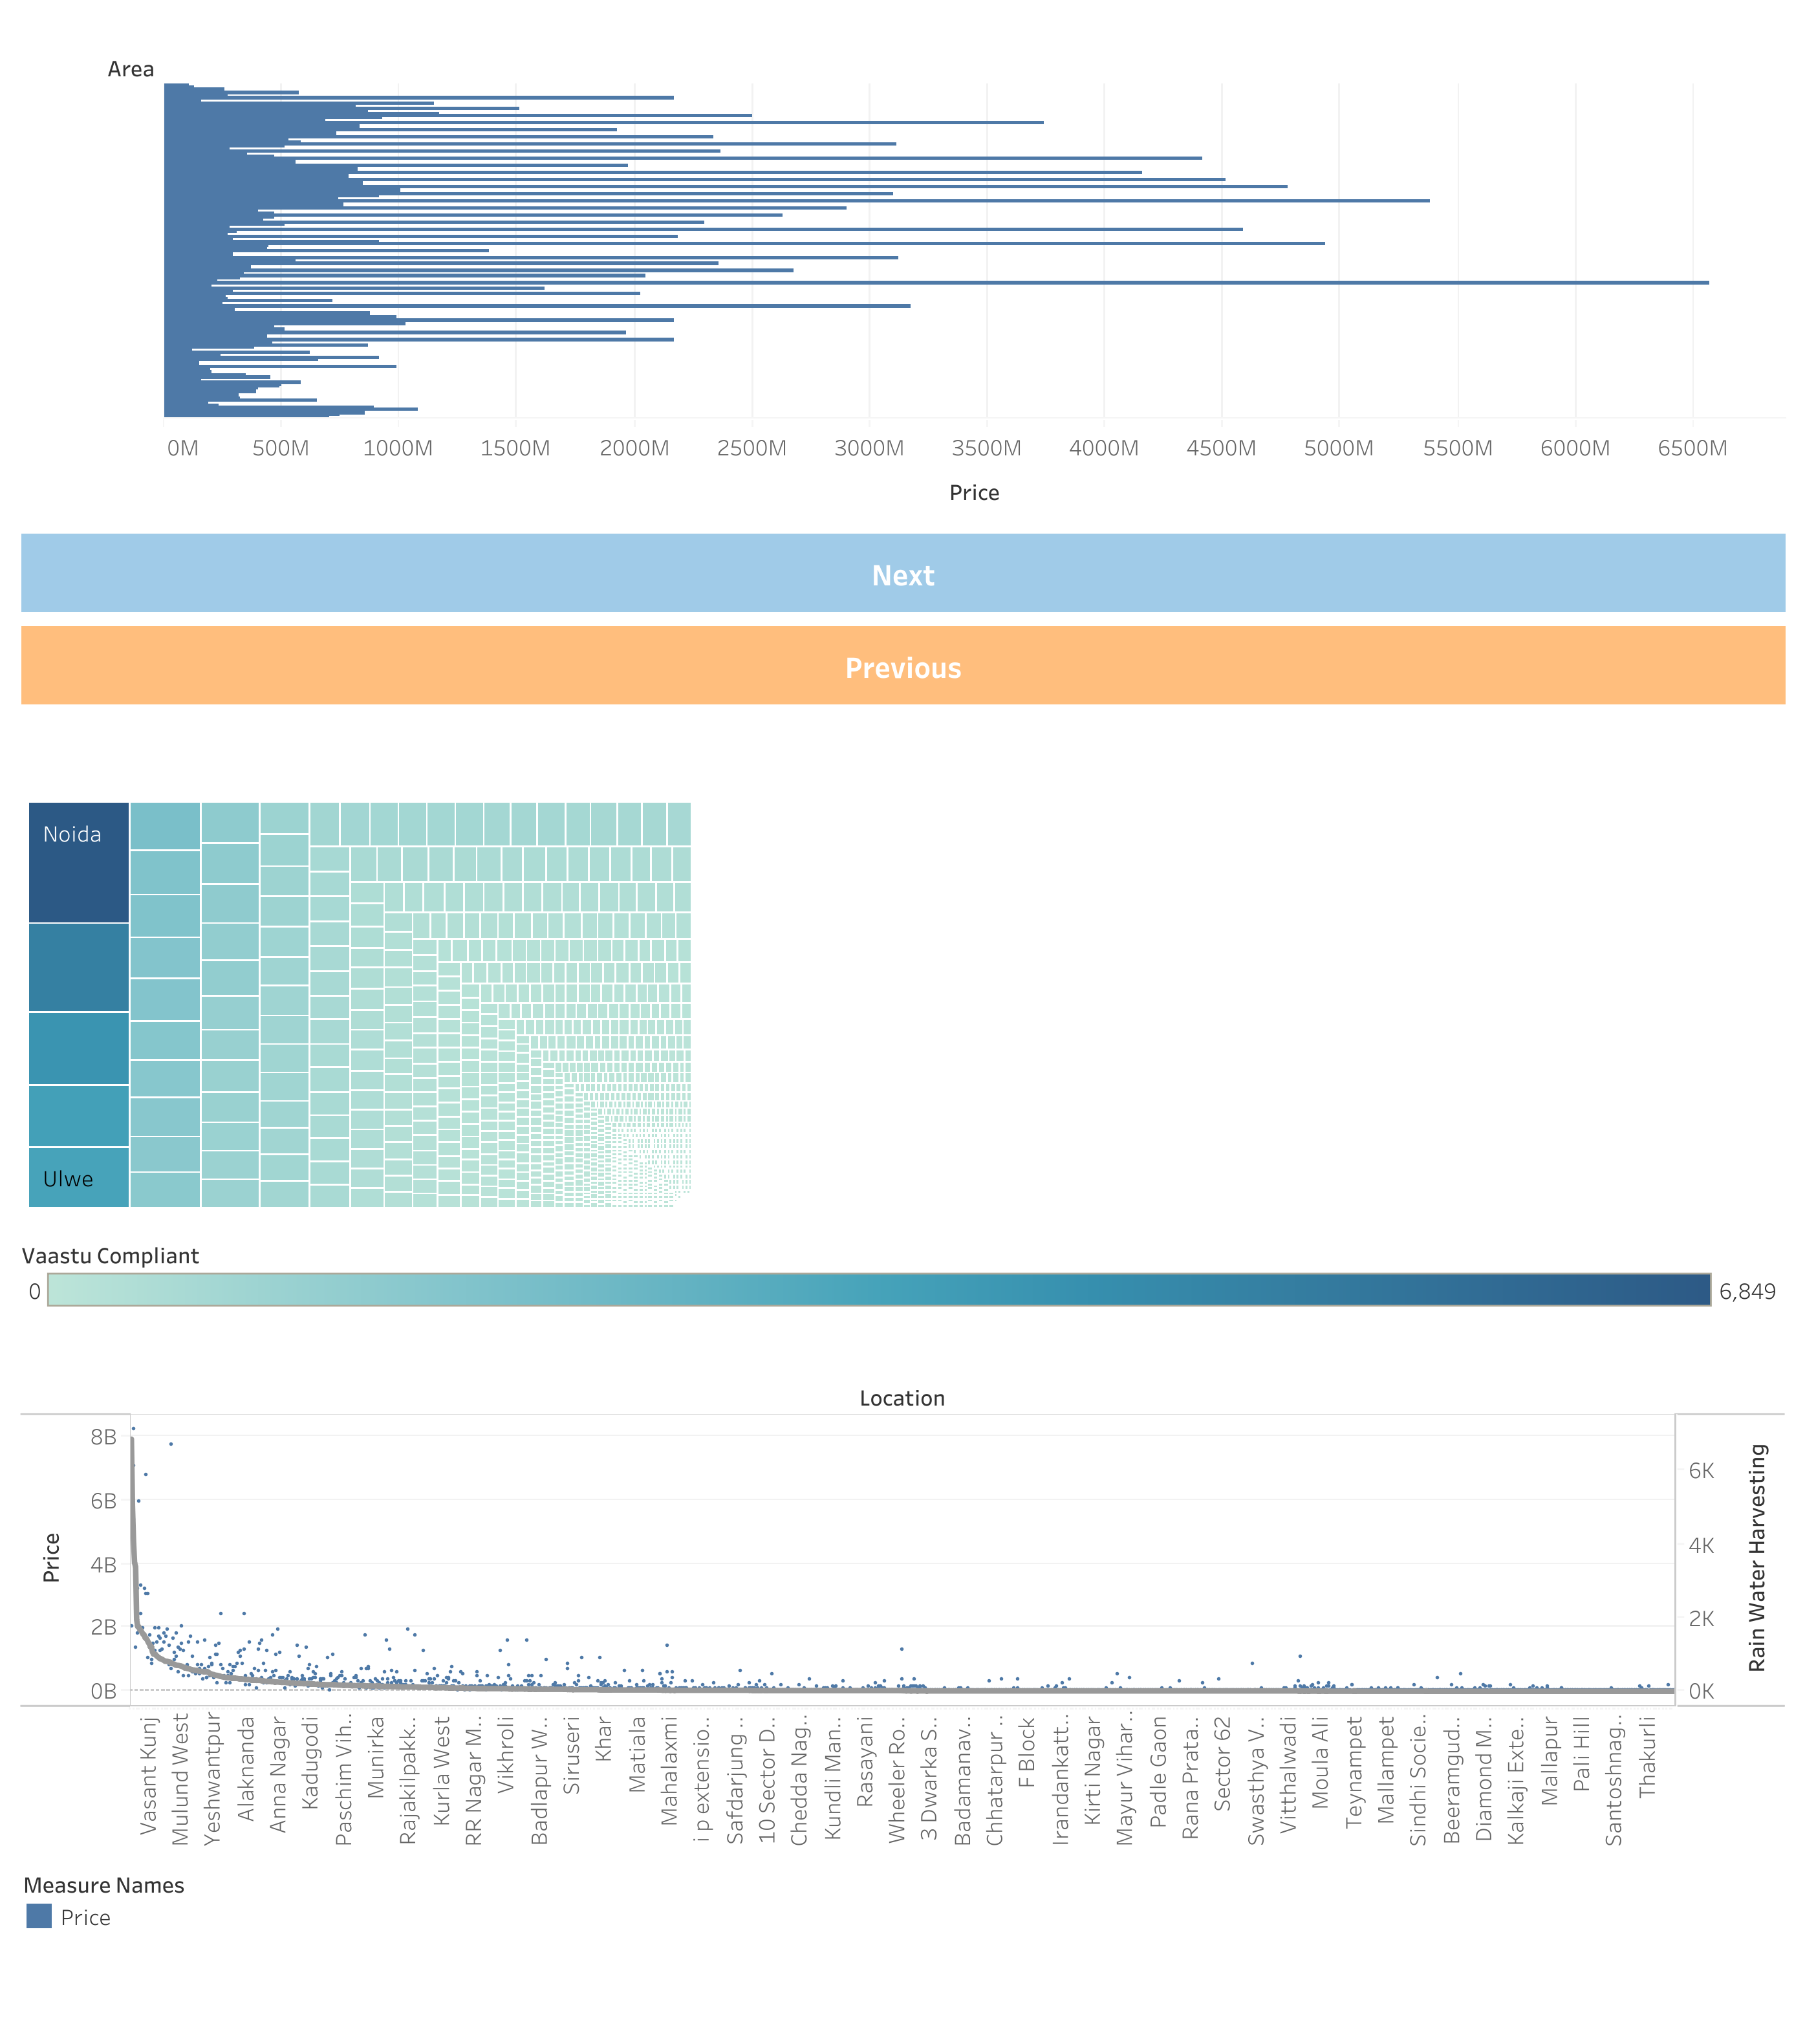 Area
0M 500M 1000M 1500M 2000M 2500M 3000M 3500M 4000M 4500M 5000M 5500M 6000M 6500M
Price
Next
Previous
Noida
Ulwe
Vaastu Compliant
0 6,849
Location
8B
6B
4B
2B
0B
Price
6K
4K
2K
0K
Rain Water Harvesting
Vasant Kunj
Mulund West
Yeshwantpur
Alaknanda
Anna Nagar
Kadugodi
Paschim Vih..
Munirka
Rajakilpakk..
Kurla West
RR Nagar M..
Vikhroli
Badlapur W..
Siruseri
Khar
Matiala
Mahalaxmi
i p extensio..
Safdarjung ..
10 Sector D..
Chedda Nag..
Kundli Man..
Rasayani
Wheeler Ro..
3 Dwarka S..
Badamanav..
Chhatarpur ..
F Block
Irandankatt..
Kirti Nagar
Mayur Vihar..
Padle Gaon
Rana Prata..
Sector 62
Swasthya V..
Vitthalwadi
Moula Ali
Teynampet
Mallampet
Sindhi Socie..
Beeramgud..
Diamond M..
Kalkaji Exte..
Mallapur
Pali Hill
Santoshnag..
Thakurli
Measure Names
Price